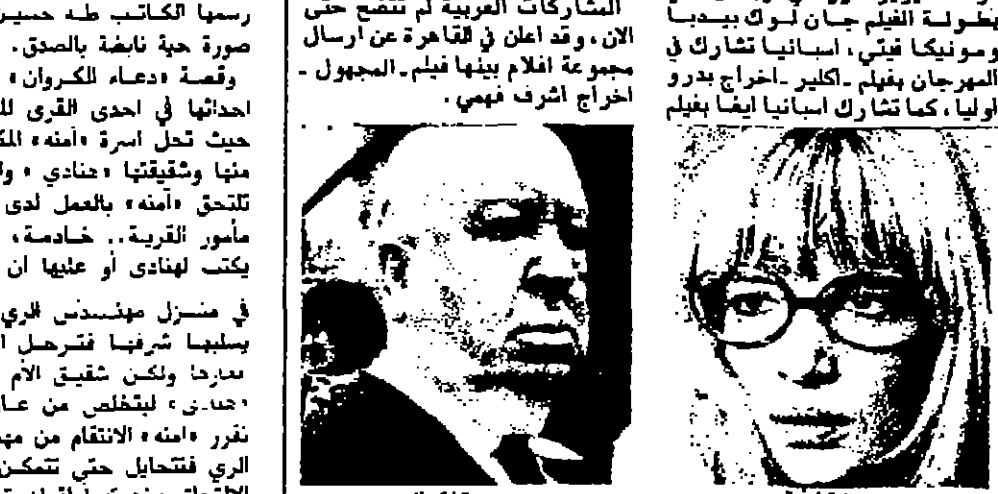 بطولة الفيلم جان لوك بيدبا
ومونيكا فيتي، اسبانيا تشارك في
المهرجان بفيلم ـ اكلير ـ اخراج بدرو
اوليا، كما تشارك اسبانيا ايضا بفيلم
المشاركات العربية لم تتضح حتى
الان، وقد اعلن في القاهرة عن ارسال
مجموعة افلام بينها فيلم ـ المجهول ـ
اخراج اشرف فهمي.
رسمها الكاتب طه حسين
صورة حية نابضة بالصدق.
وقصة «دعاء الكروان»
احداثها في احدى القرى
حيث تحل اسرة «آمنه»
منها وشقيقتها «هنادي»
تلتحق «آمنه» بالعمل لدى
مأمور القرية.. خادمة،
يكتب لهنادى أو عليها ان
في منزل مهندس الري
يسلبها شرفها فترحل
ولكن شقيق الأم
«هنادي» ليتخلص من
تقرر «آمنه» الانتقام من
الري فتتحايل حتى تتمكن